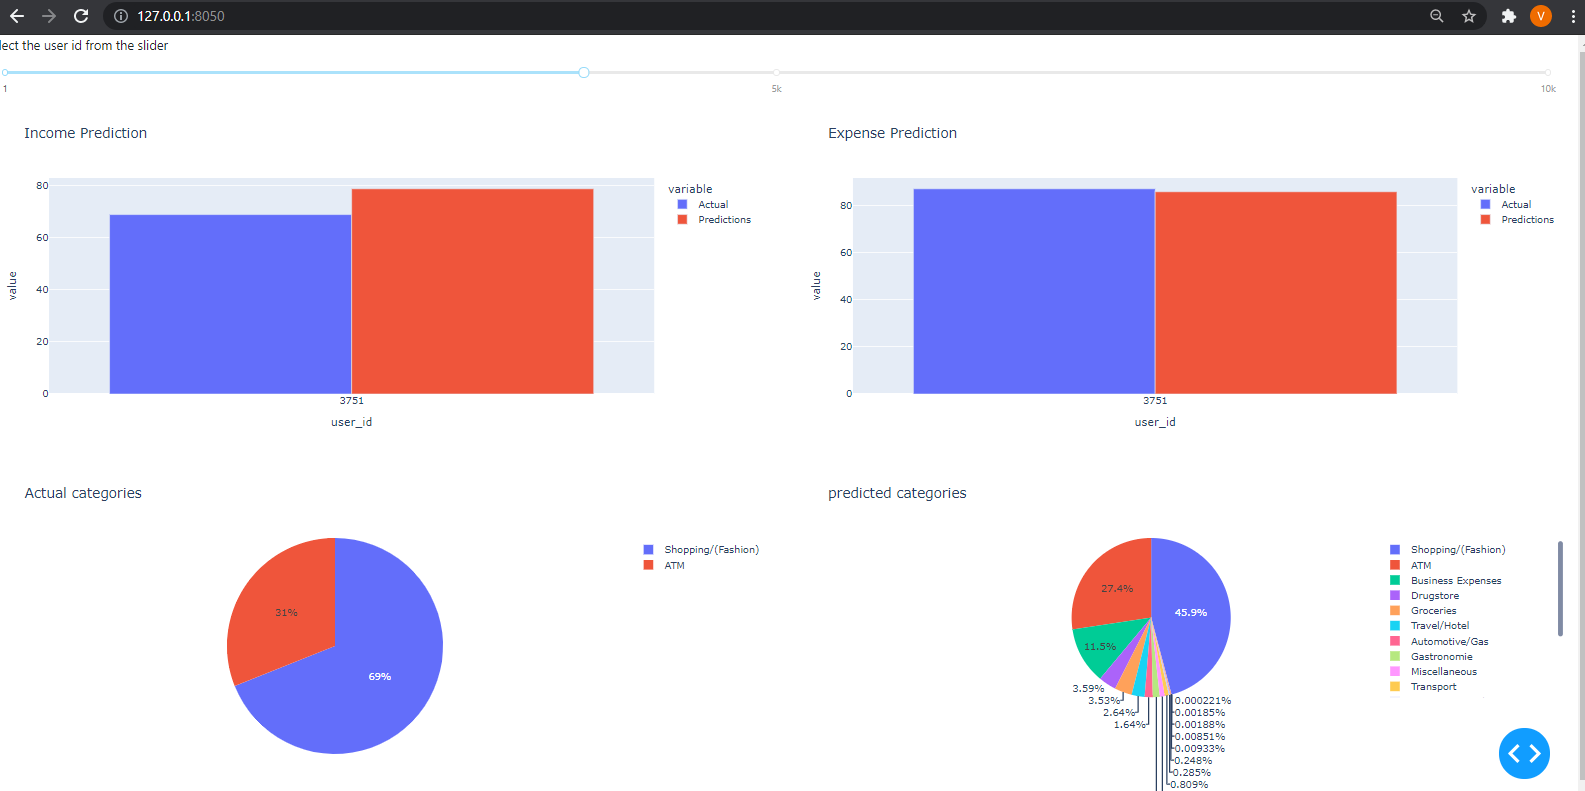 127.0.0.1:8050
V
lect the user id from the slider
1
5k
10k
Income Prediction
80
60
40
20
0
value
3751
user_id
variable
Actual
Predictions
Expense Prediction
80
60
40
20
0
value
3751
user_id
variable
Actual
Predictions
Actual categories
31%
69%
Shopping/(Fashion)
ATM
predicted categories
27.4%
45.9%
11.5%
3.59%
3.53%
2.64%
1.64%
0.000221%
0.00185%
0.00188%
0.00851%
0.00933%
0.248%
0.285%
0.809%
Shopping/(Fashion)
ATM
Business Expenses
Drugstore
Groceries
Travel/Hotel
Automotive/Gas
Gastronomie
Miscellaneous
Transport